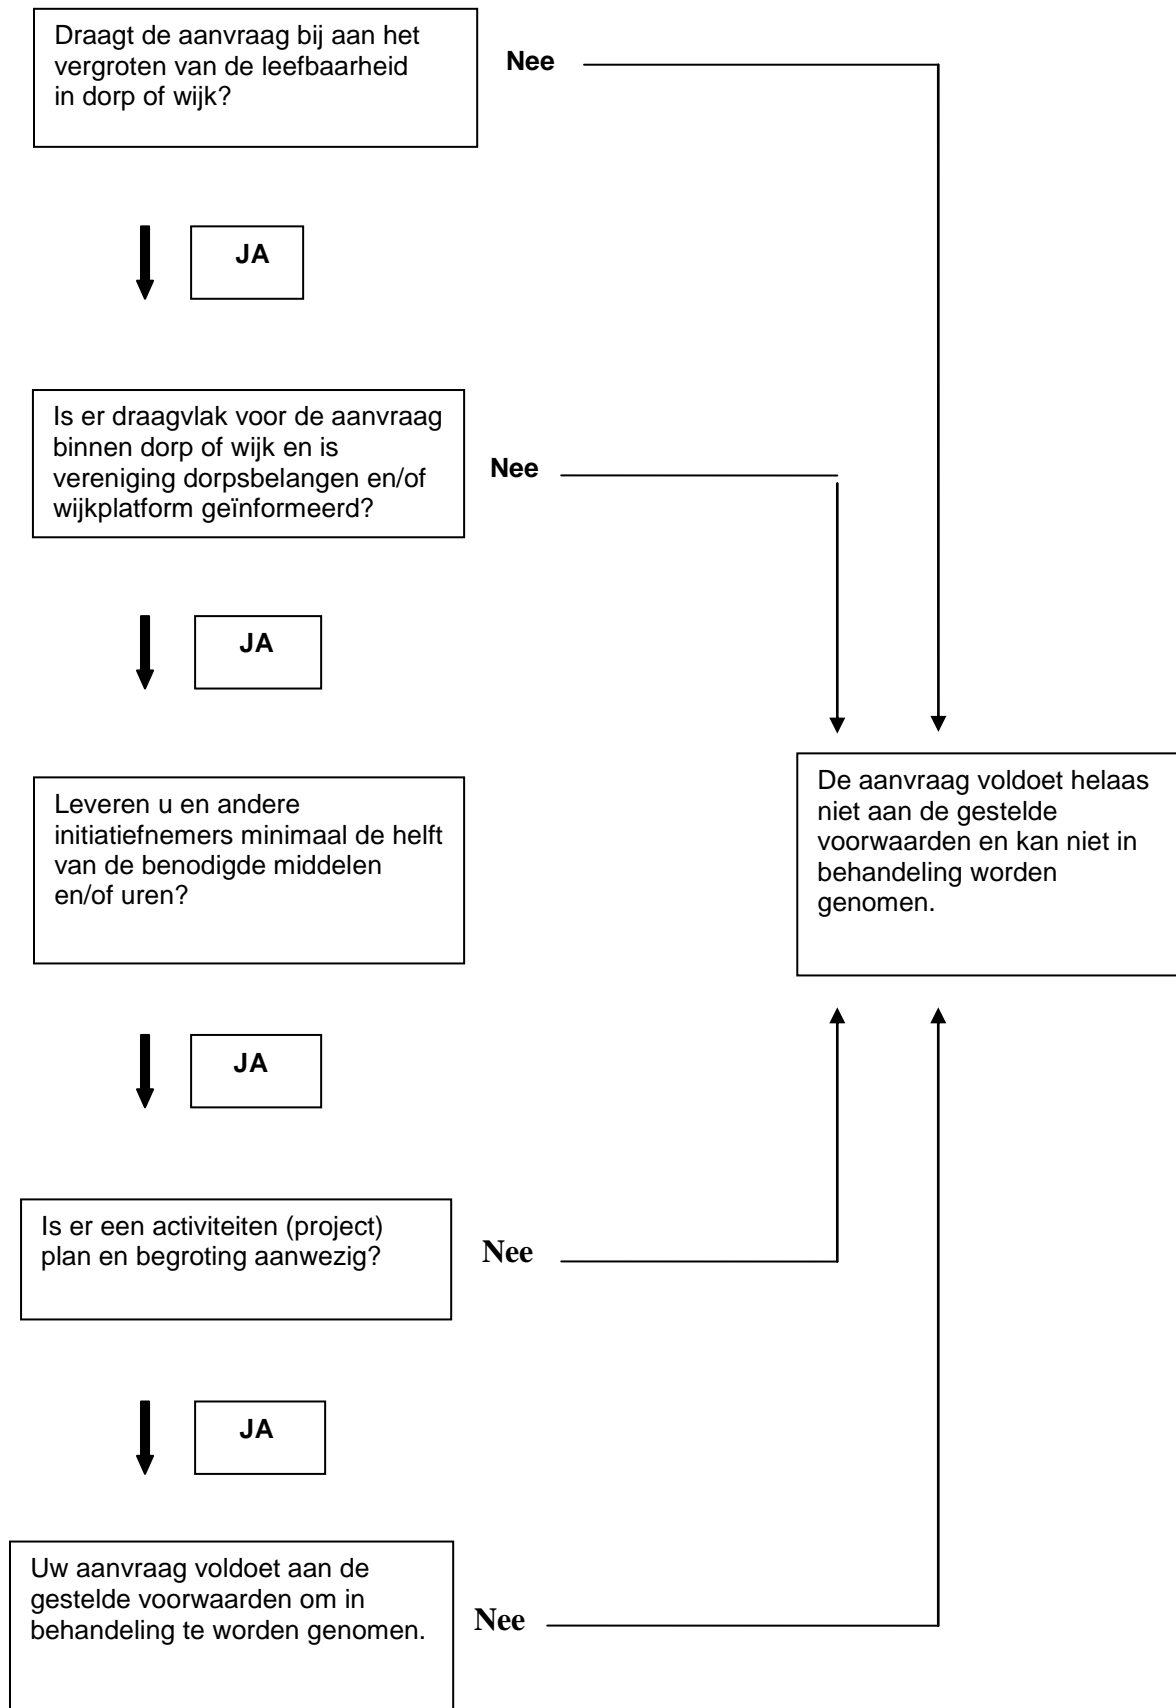 Draagt de aanvraag bij aan het
vergroten van de leefbaarheid
in dorp of wijk?
Nee
JA
Is er draagvlak voor de aanvraag
binnen dorp of wijk en is
vereniging dorpsbelangen en/of
wijkplatform geïnformeerd?
Nee
JA
Leveren u en andere
initiatiefnemers minimaal de helft
van de benodigde middelen
en/of uren?
De aanvraag voldoet helaas
niet aan de gestelde
voorwaarden en kan niet in
behandeling worden
genomen.
JA
Is er een activiteiten (project)
plan en begroting aanwezig?
Nee
JA
Uw aanvraag voldoet aan de
gestelde voorwaarden om in
behandeling te worden genomen.
Nee